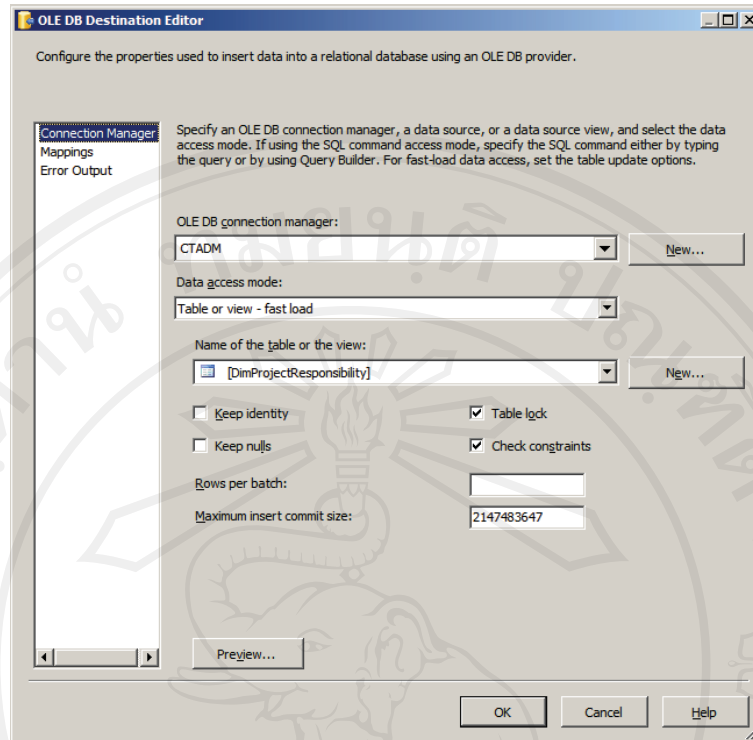 OLE DB Destination Editor
Configure the properties used to insert data into a relational database using an OLE DB provider.
Connection Manager
Mappings
Error Output
Specify an OLE DB connection manager, a data source, or a data source view, and select the data
access mode. If using the SQL command access mode, specify the SQL command either by typing
the query or by using Query Builder. For fast-load data access, set the table update options.
OLE DB connection manager:
CTADM
New...
Data access mode:
Table or view - fast load
Name of the table or the view:
[DimProjectResponsibility]
New...
Keep identity
Table lock
Keep nulls
Check constraints
Rows per batch:
Maximum insert commit size:
2147483647
Preview...
OK
Cancel
Help